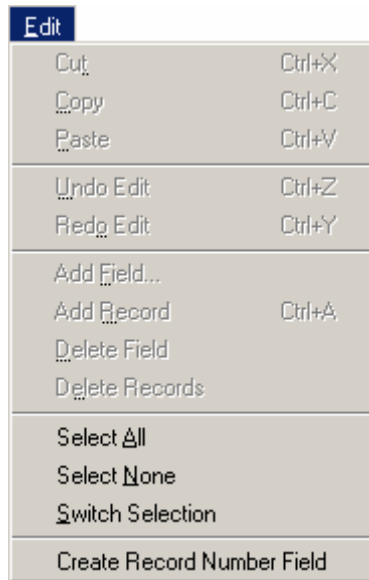 Edit
Cut Ctrl+X
Copy Ctrl+C
Paste Ctrl+V
Undo Edit Ctrl+Z
Redo Edit Ctrl+Y
Add Field...
Add Record Ctrl+A
Delete Field
Delete Records
Select All
Select None
Switch Selection
Create Record Number Field